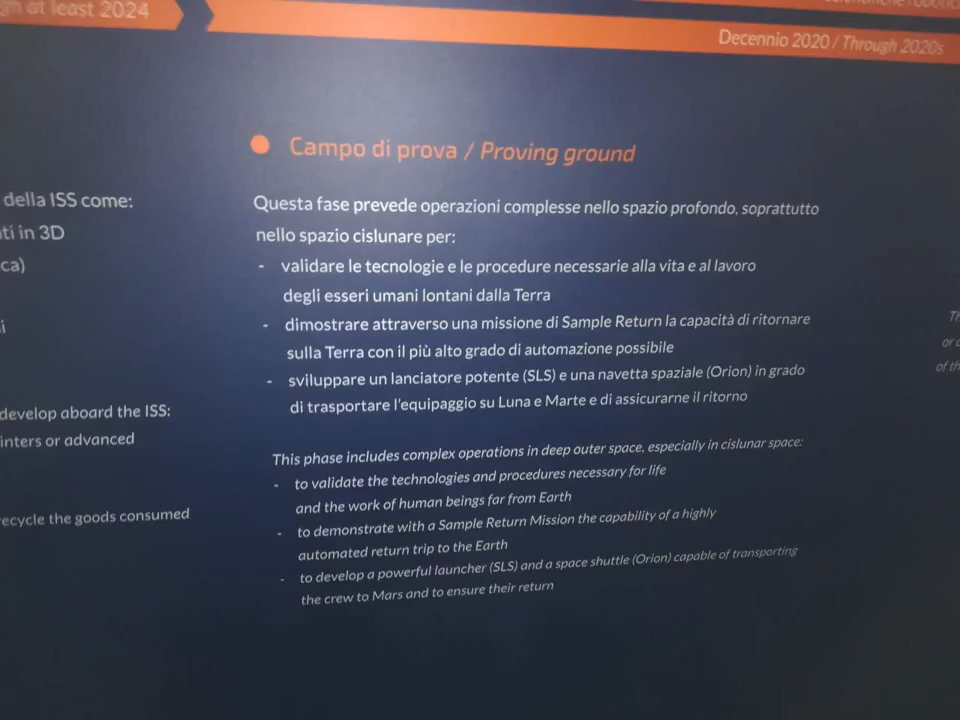 at least 2024
Decennio 2020 / Through 2020s
della ISS come:
in 3D
develop aboard the ISS:
or advanced
the goods consumed
Campo di prova / Proving ground
Questa fase prevede operazioni complesse nello spazio profondo, soprattutto
nello spazio cislunare per:
- validare le tecnologie e le procedure necessarie alla vita e al lavoro
degli esseri umani lontani dalla Terra
- dimostrare attraverso una missione di Sample Return la capacità di ritornare
sulla Terra con il più alto grado di automazione possibile
- sviluppare un lanciatore potente (SLS) e una navetta spaziale (Orion) in grado
di trasportare l'equipaggio su Luna e Marte e di assicurarne il ritorno
This phase includes complex operations in deep outer space, especially in cislunar space:
- to validate the technologies and procedures necessary for life
and the work of human beings far from Earth
- to demonstrate with a Sample Return Mission the capability of a highly
automated return trip to the Earth
- to develop a powerful launcher (SLS) and a space shuttle (Orion) capable of transporting
the crew to Mars and to ensure their return